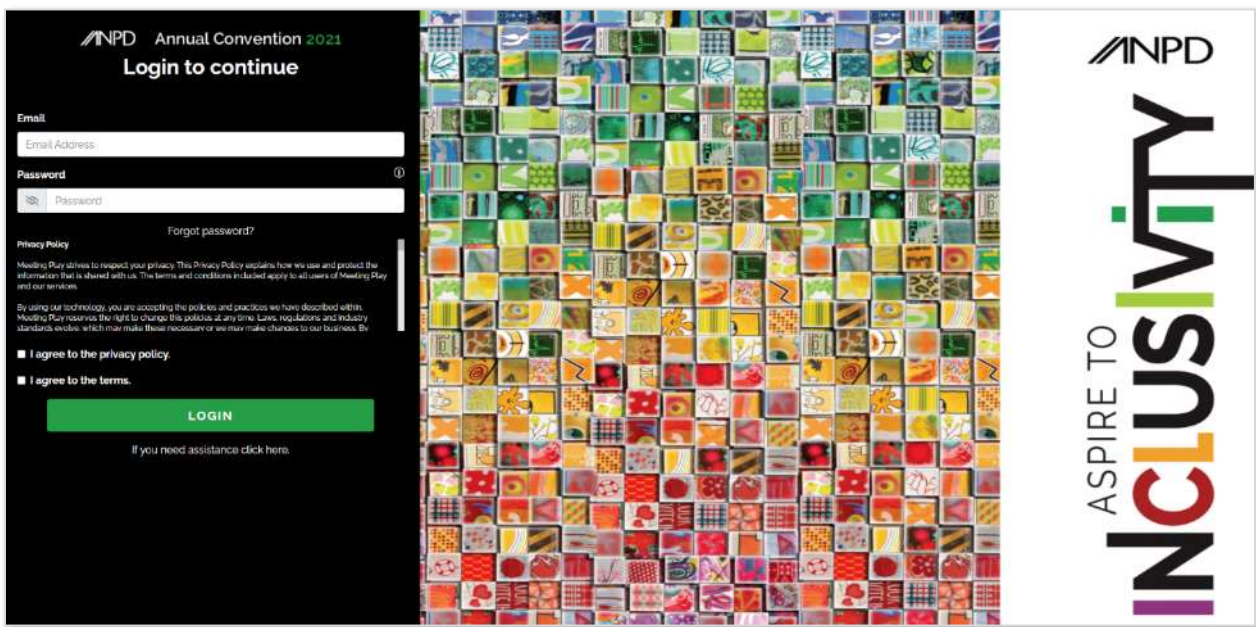 ANPD Annual Convention 2021
Login to continue
Email
Email Address
Password
Password
Forgot password?
Privacy Policy
Meeting Play strives to respect your privacy. This Privacy Policy explains how we use and protect the
information that is shared with us. The terms and conditions included apply to all users of Meeting Play
and our services.
By using our technology, you are accepting the policies and practices we have described within.
Meeting Play reserves the right to change this policies at any time. Laws, regulations and industry
standards evolve, which may make these necessary or we may make changes to our business. By
I agree to the privacy policy.
I agree to the terms.
LOGIN
If you need assistance click here.
ANPD
ASPIRE TO
INCLUSIVITY